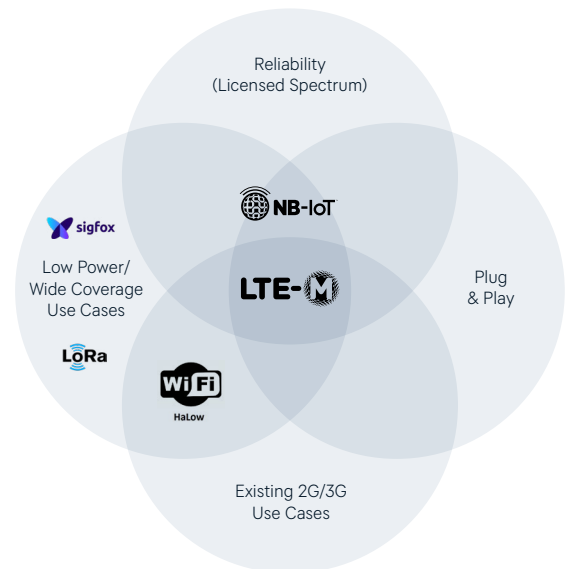 Reliability
(Licensed Spectrum)
NB-IoT
sigfox
Low Power/
Wide Coverage
Use Cases
LTE-M
Plug
& Play
LoRa
WiFi
HaLow
Existing 2G/3G
Use Cases